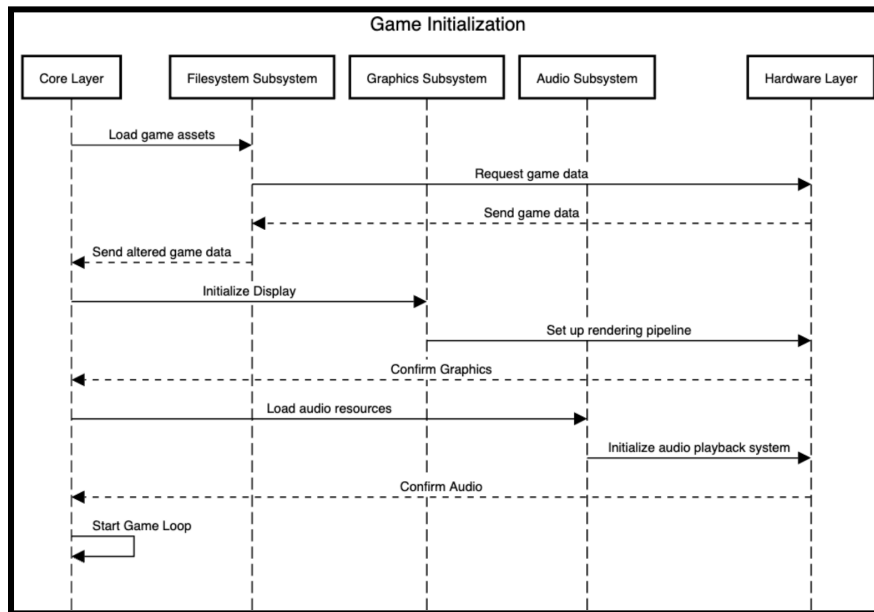 Game Initialization
Core Layer
Filesystem Subsystem
Graphics Subsystem
Audio Subsystem
Hardware Layer
Load game assets
Request game data
Send game data
Send altered game data
Initialize Display
Set up rendering pipeline
Confirm Graphics
Load audio resources
Initialize audio playback system
Confirm Audio
Start Game Loop